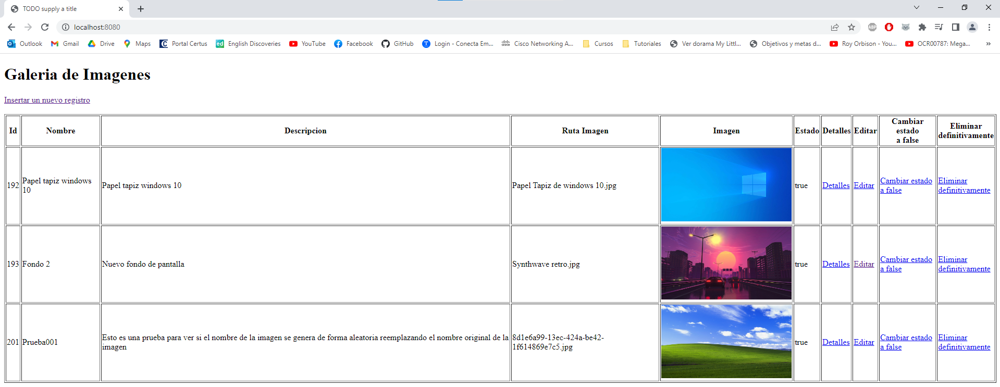 TODO supply a title
localhost:8080
ABP
Outlook
Gmail
Drive
Maps
Portal Certus
ed English Discoveries
YouTube
Facebook
GitHub
Login - Conecta Em...
cisco Cisco Networking A...
Cursos
Tutoriales
Ver dorama My Littl...
Objetivos y metas d...
Roy Orbison - You...
OCR00787: Mega...
»
Galeria de Imagenes
Insertar un nuevo registro
Id Nombre Descripcion Ruta Imagen Imagen Estado Detalles Editar Cambiar estado a false Eliminar definitivamente
192 Papel tapiz windows 10 Papel tapiz windows 10 Papel Tapiz de windows 10.jpg true Detalles Editar Cambiar estado a false Eliminar definitivamente
193 Fondo 2 Nuevo fondo de pantalla Synthwave retro.jpg true Detalles Editar Cambiar estado a false Eliminar definitivamente
201 Prueba001 Esto es una prueba para ver si el nombre de la imagen se genera de forma aleatoria reemplazando el nombre original de la imagen 8d1e6a99-13ec-424a-be42-1f614869e7c5.jpg true Detalles Editar Cambiar estado a false Eliminar definitivamente